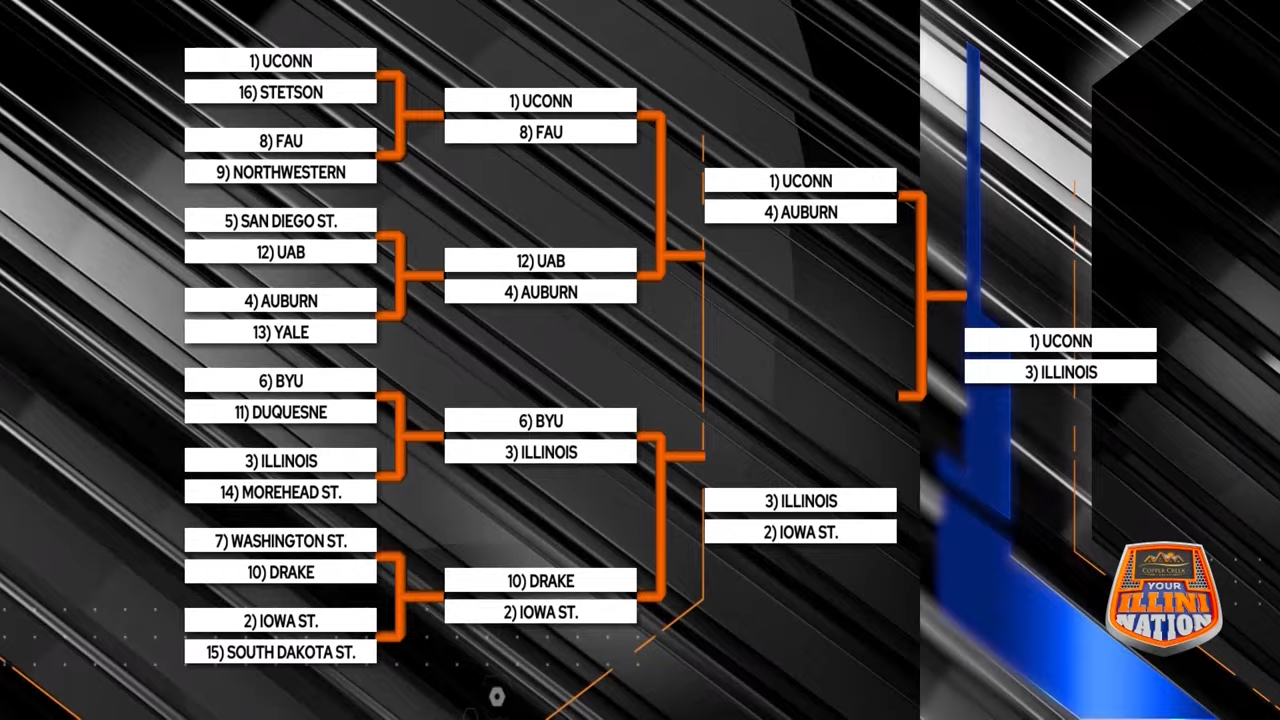 1) UCONN
16) STETSON
8) FAU
9) NORTHWESTERN
5) SAN DIEGO ST.
12) UAB
4) AUBURN
13) YALE
6) BYU
11) DUQUESNE
3) ILLINOIS
14) MOREHEAD ST.
7) WASHINGTON ST.
10) DRAKE
2) IOWA ST.
15) SOUTH DAKOTA ST.
1) UCONN
8) FAU
12) UAB
4) AUBURN
6) BYU
3) ILLINOIS
10) DRAKE
2) IOWA ST.
1) UCONN
4) AUBURN
3) ILLINOIS
2) IOWA ST.
1) UCONN
3) ILLINOIS
COPPER CREEK
YOUR
ILLINI
NATION